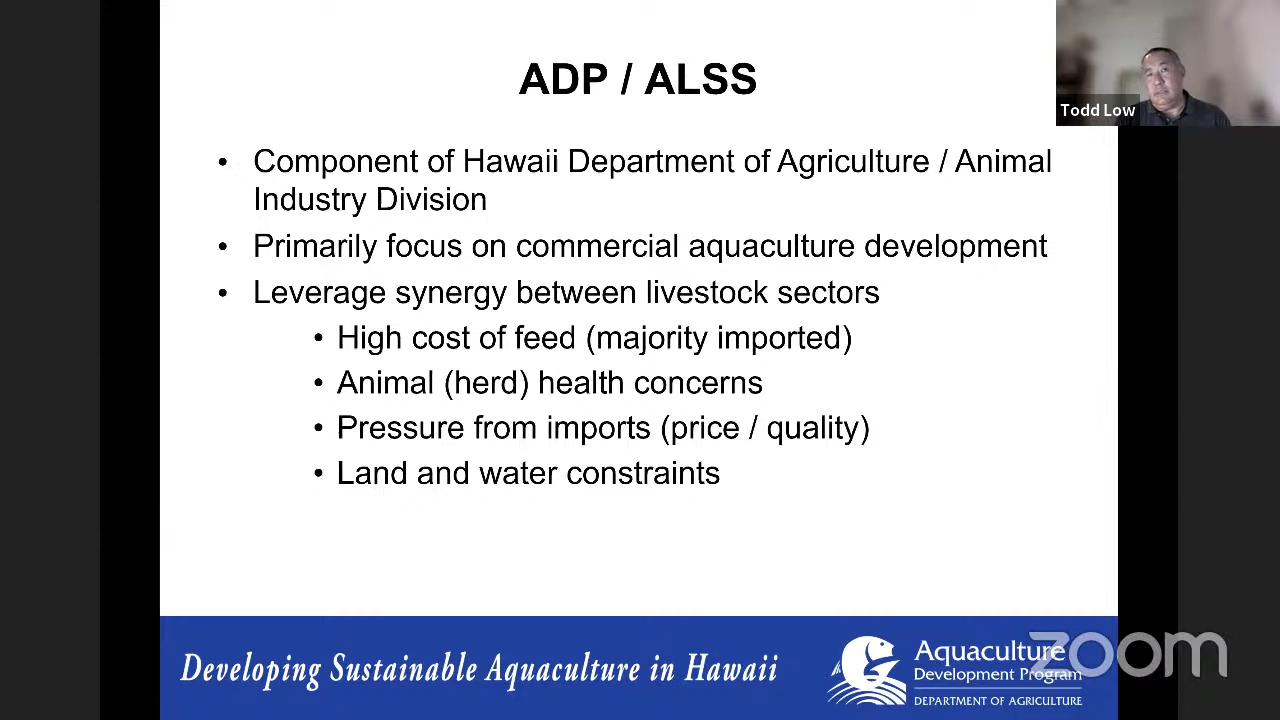 ADP / ALSS
Todd Low
• Component of Hawaii Department of Agriculture / Animal
Industry Division
• Primarily focus on commercial aquaculture development
• Leverage synergy between livestock sectors
• High cost of feed (majority imported)
• Animal (herd) health concerns
• Pressure from imports (price / quality)
• Land and water constraints
Developing Sustainable Aquaculture in Hawaii
Aquaculture
Development Program
DEPARTMENT OF AGRICULTURE
zoom